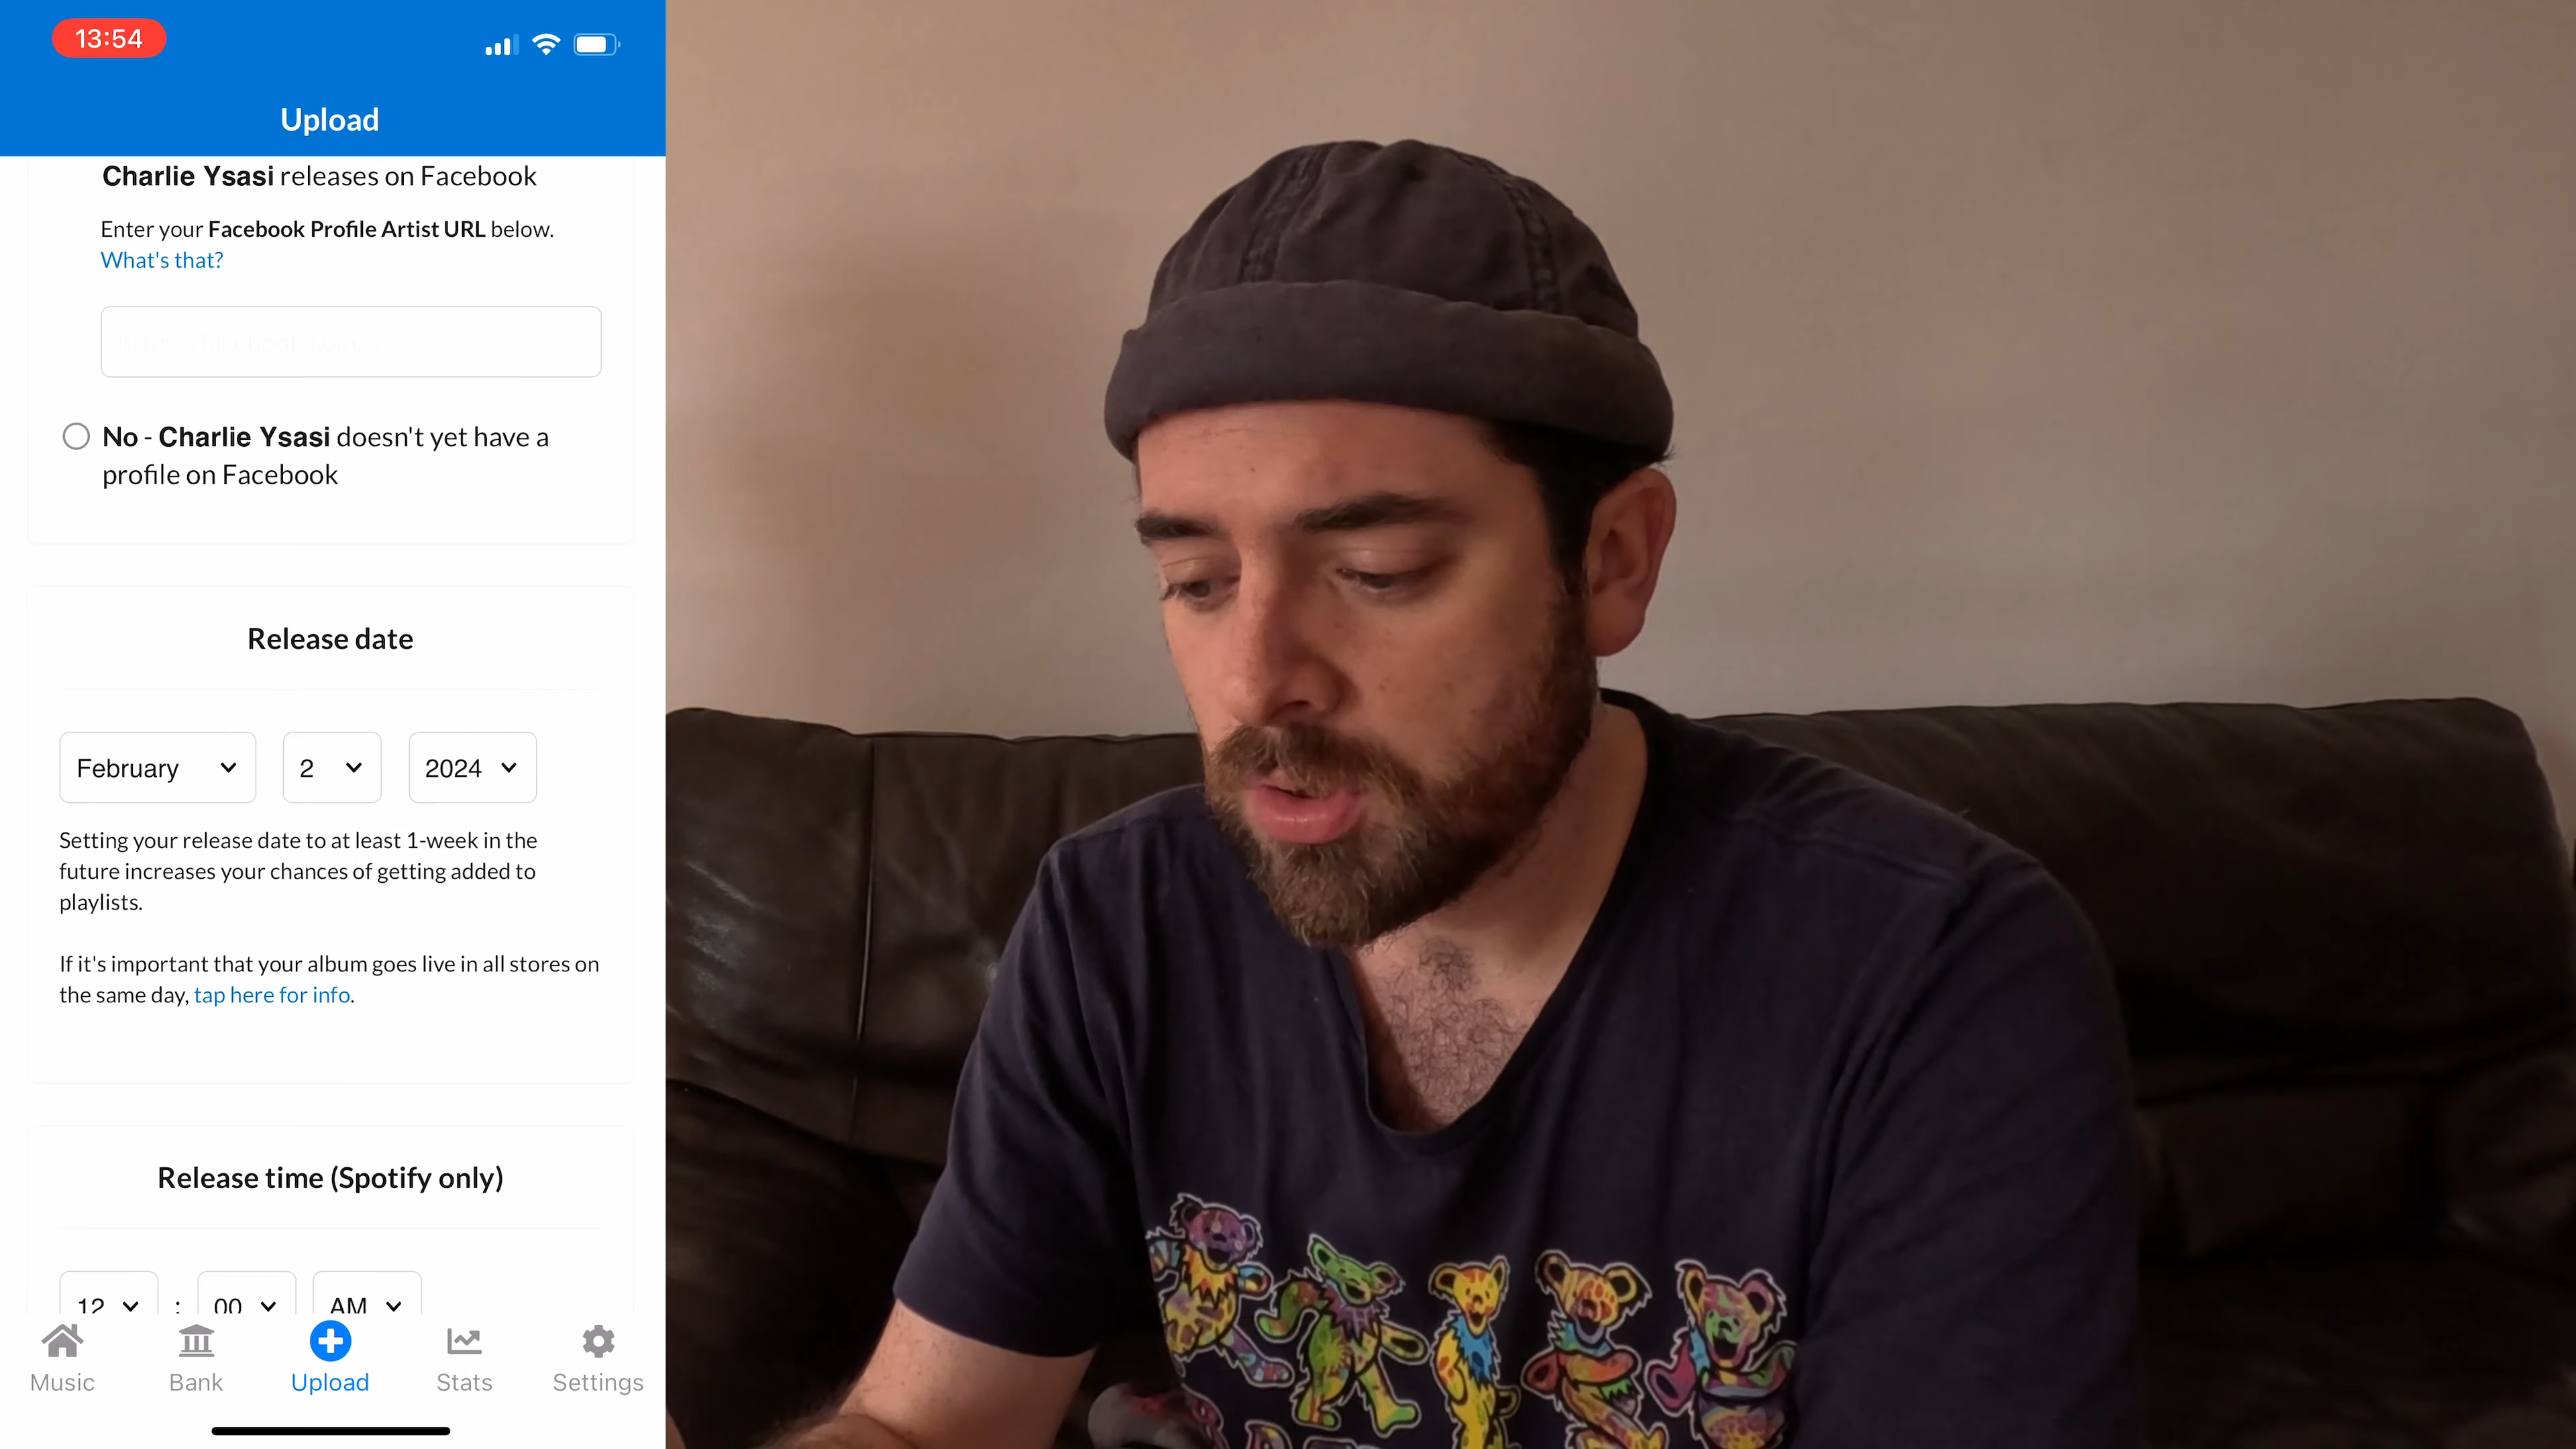 13:54
Upload
Charlie Ysasi releases on Facebook
Enter your Facebook Profile Artist URL below.
What's that?
No - Charlie Ysasi doesn't yet have a
profile on Facebook
Release date
February 2 2024
Setting your release date to at least 1-week in the
future increases your chances of getting added to
playlists.
If it's important that your album goes live in all stores on
the same day, tap here for info.
Release time (Spotify only)
12 : 00 AM
Music Bank Upload Stats Settings